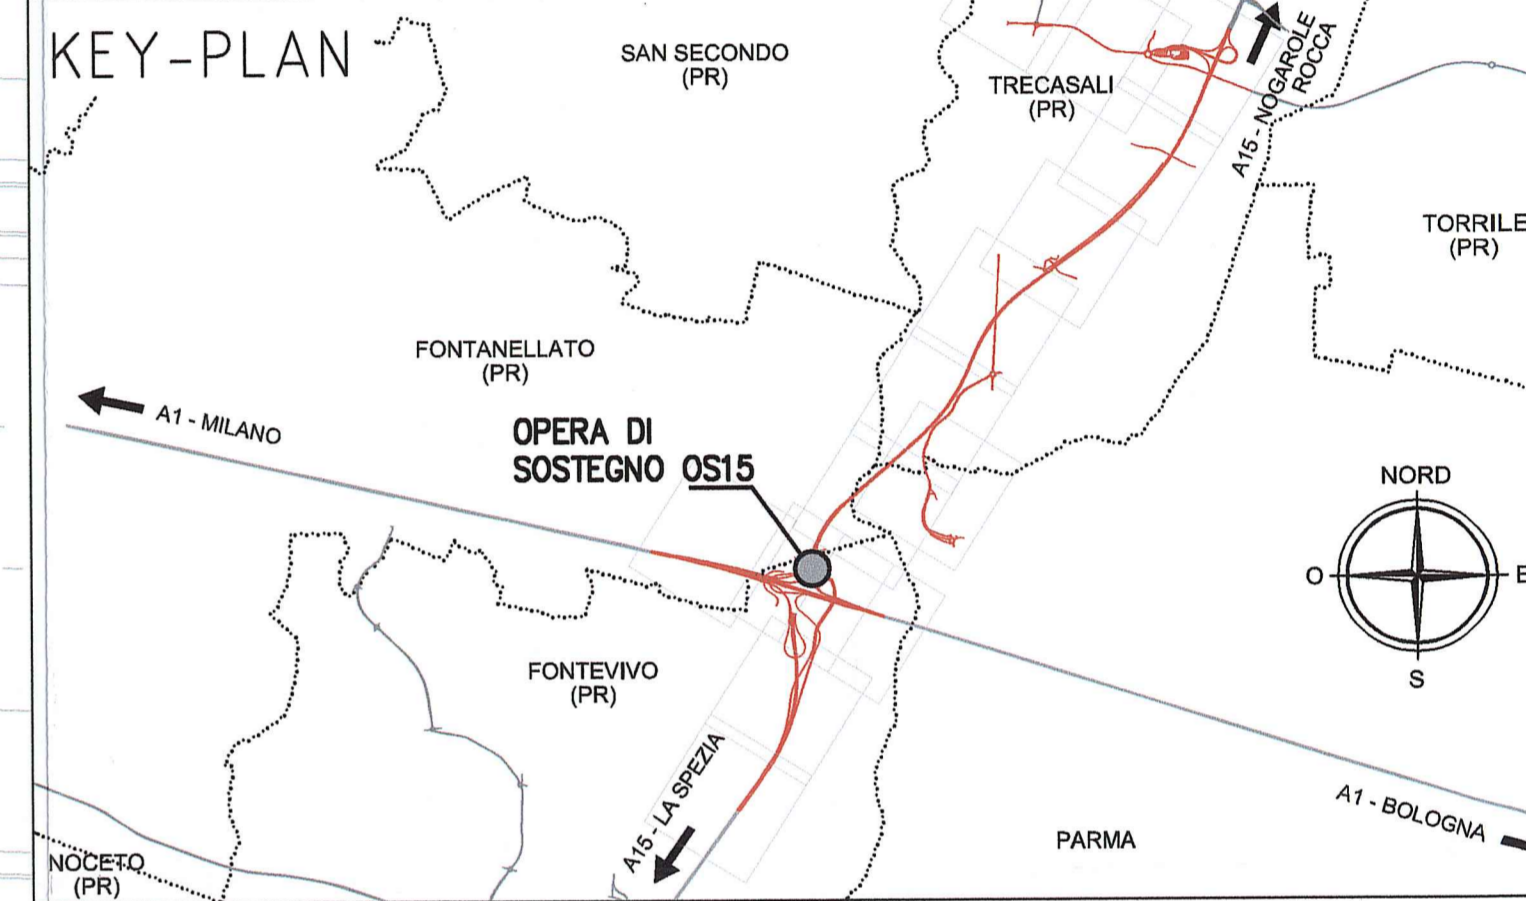 KEY-PLAN
SAN SECONDO
(PR)
TRECASALI
(PR)
A15 - NOGAROLE
ROCCA
TORRILE
(PR)
FONTANELLATO
(PR)
A1 - MILANO
OPERA DI
SOSTEGNO OS15
NORD
O
E
S
FONTEVIVO
(PR)
A15 - LA SPEZIA
A1 - BOLOGNA
PARMA
NOCETO
(PR)